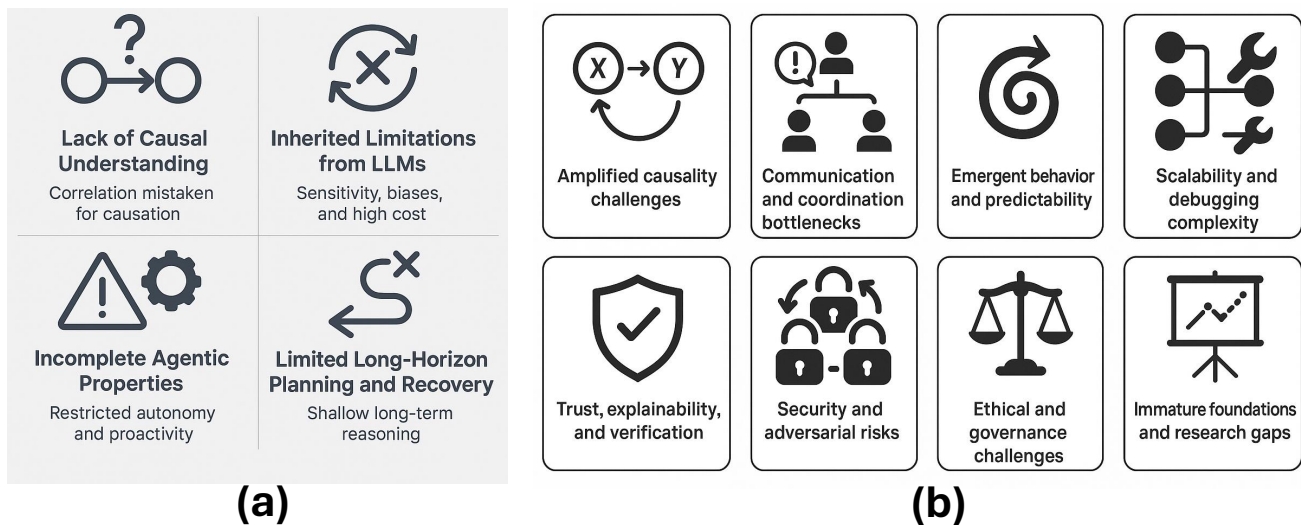 ?
Lack of Causal
Understanding
Correlation mistaken
for causation
Inherited Limitations
from LLMs
Sensitivity, biases,
and high cost
!
Incomplete Agentic
Properties
Restricted autonomy
and proactivity
Limited Long-Horizon
Planning and Recovery
Shallow long-term
reasoning
(a)
X Y
Amplified causality
challenges
!
Communication
and coordination
bottlenecks
Emergent behavior
and predictability
Scalability and
debugging
complexity
Trust, explainability,
and verification
Security and
adversarial risks
Ethical and
governance
challenges
Immature foundations
and research gaps
(b)